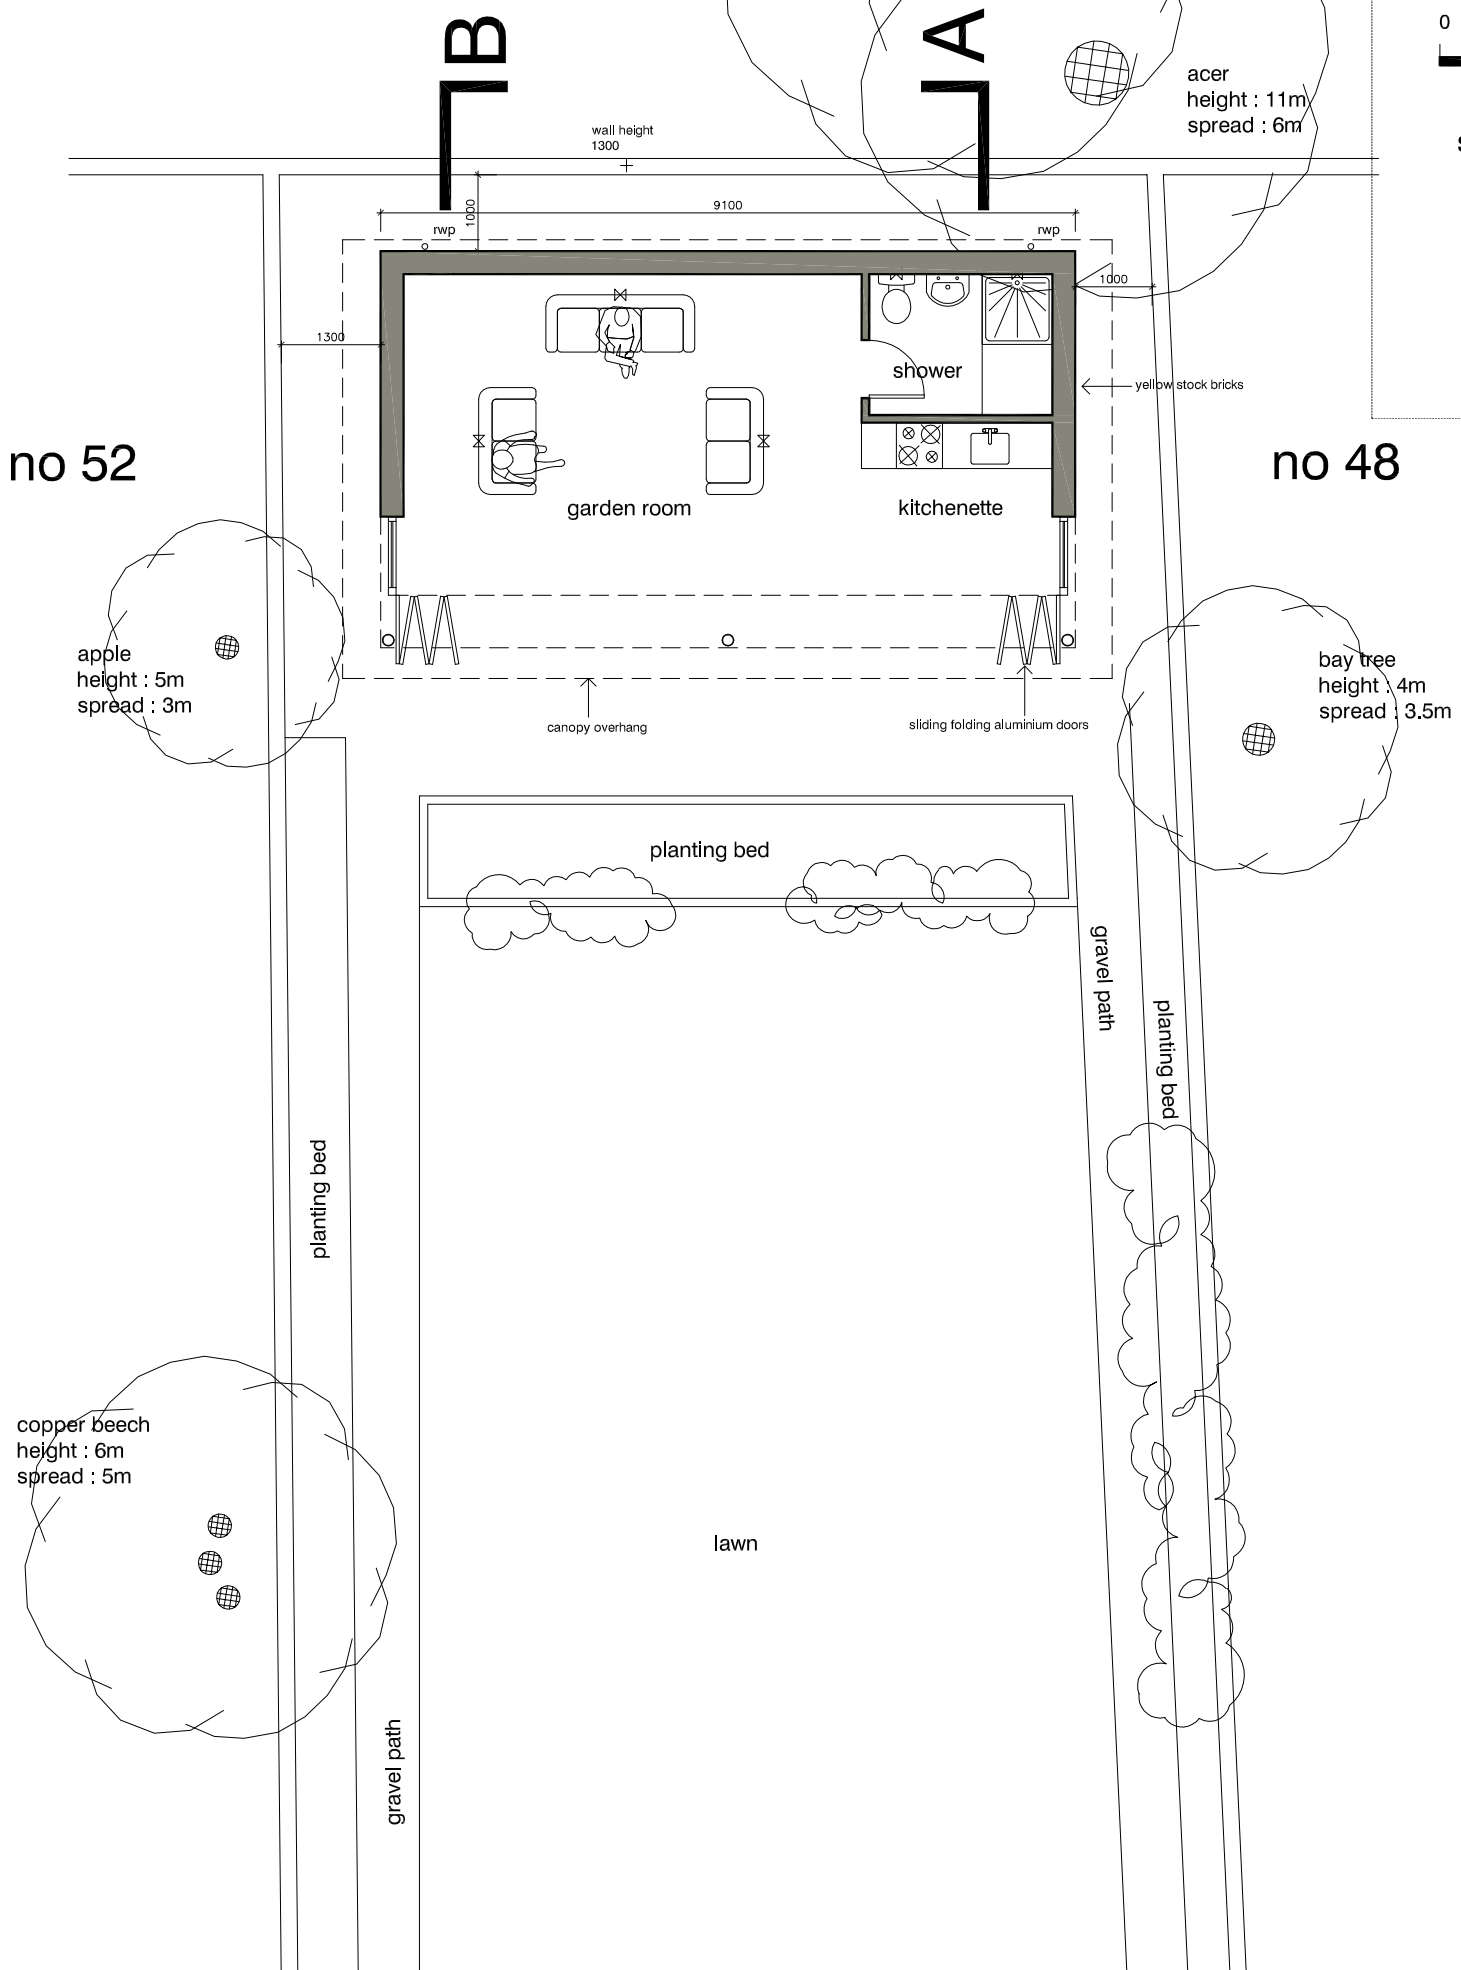 B
A
0
acer
height : 11m
spread : 6m
wall height
1300
1000
9100
rwp
rwp
1000
1300
shower
yellow stock bricks
no 52
no 48
garden room
kitchenette
apple
height : 5m
spread : 3m
bay tree
height : 4m
spread : 3.5m
canopy overhang
sliding folding aluminium doors
planting bed
gravel path
planting bed
planting bed
copper beech
height : 6m
spread : 5m
lawn
gravel path